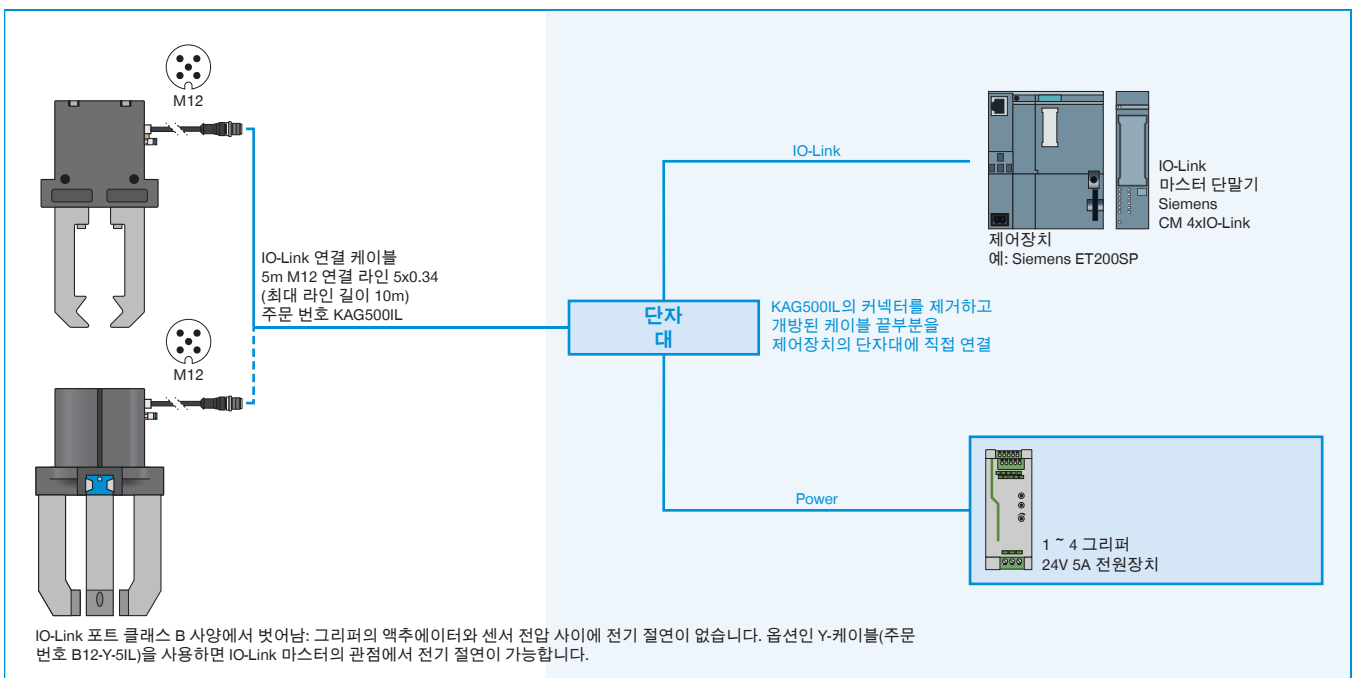 M12
IO-Link 연결 케이블
5m M12 연결 라인 5x0.34
(최대 라인 길이 10m)
주문 번호 KAG500IL
M12
IO-Link
제어장치
예: Siemens ET200SP
IO-Link
마스터 단말기
Siemens
CM 4xIO-Link
단자
대
KAG500IL의 커넥터를 제거하고
개방된 케이블 끝부분을
제어장치의 단자대에 직접 연결
Power
1 ~ 4 그리퍼
24V 5A 전원장치
IO-Link 포트 클래스 B 사양에서 벗어남: 그리퍼의 액추에이터와 센서 전압 사이에 전기 절연이 없습니다. 옵션인 Y-케이블(주문
번호 B12-Y-5IL)을 사용하면 IO-Link 마스터의 관점에서 전기 절연이 가능합니다.